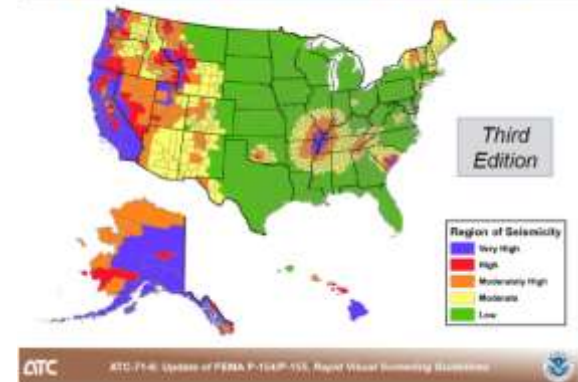 Third
Edition
Region of Seismicity
Very High
High
Moderately High
Moderate
Low
ATC
ATC-71-6: Update of FEMA P-154/P-155, Rapid Visual Screening Guidelines